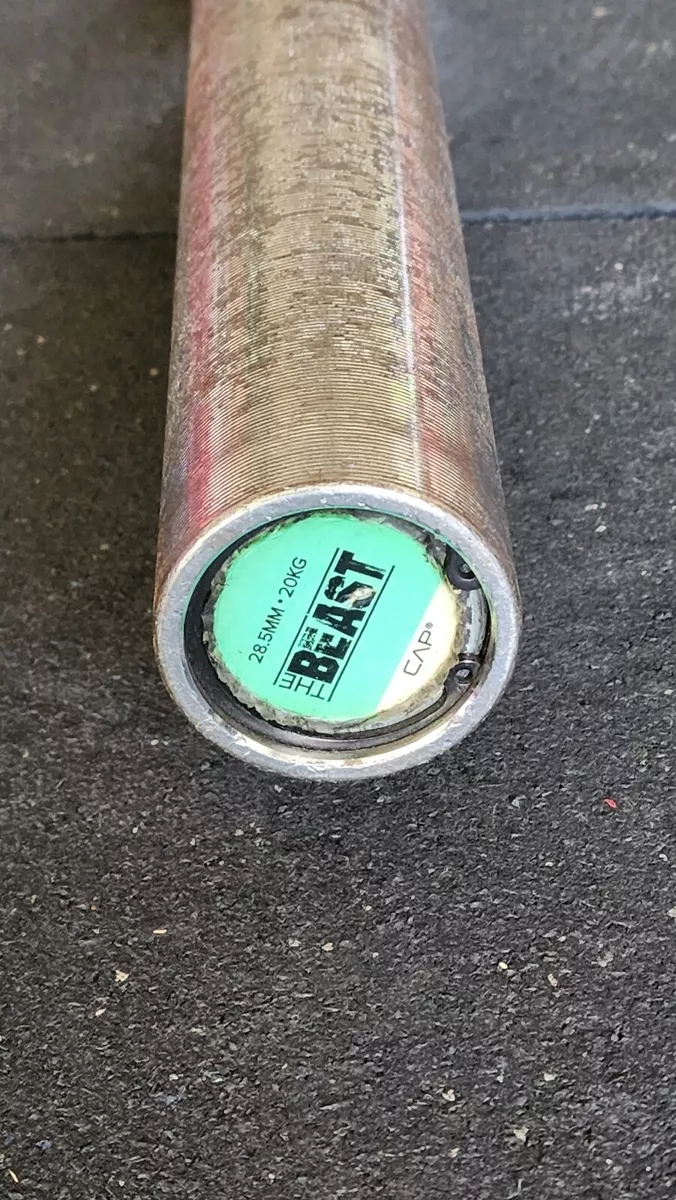 28.5MM • 20KG
THE
BEAST
CAP®